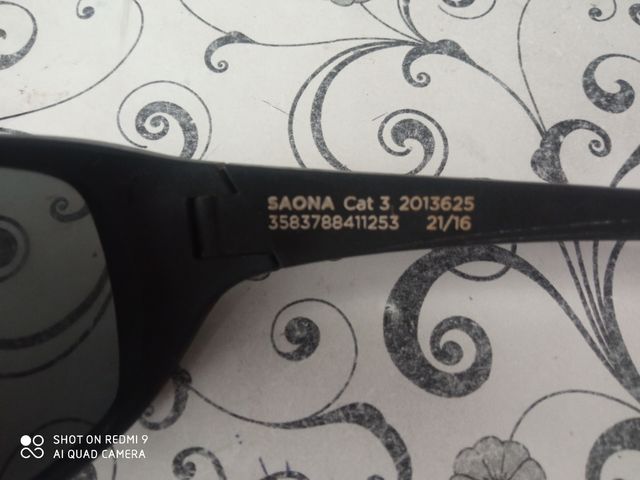 SAONA Cat 3 2013625
3583788411253 21/16
SHOT ON REDMI 9
AI QUAD CAMERA